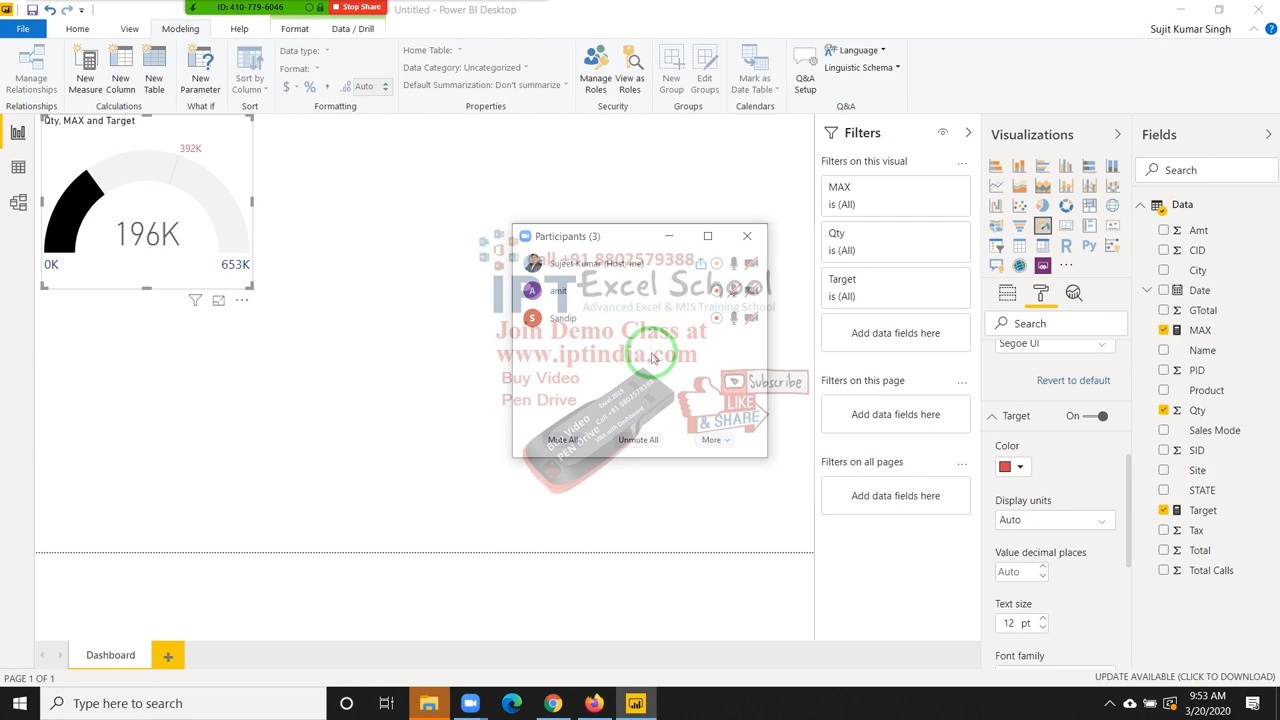 ID: 410-779-6046
Stop Share
Untitled - Power BI Desktop
File
Home
View
Modeling
Help
Format
Data / Drill
Sujit Kumar Singh
Manage Relationships
New Measure
New Column
New Table
New Parameter
Sort by Column
Data type:
Format:
$ % , Auto
Home Table:
Data Category: Uncategorized
Default Summarization: Don't summarize
Manage Roles
View as Roles
New Group
Edit Groups
Mark as Date Table
Q&A Setup
Language
Linguistic Schema
Relationships
Calculations
What If
Sort
Formatting
Properties
Security
Groups
Calendars
Q&A
Qty, MAX and Target
392K
196K
0K
653K
Participants (3)
Sujeet Kumar (Host, me)
A amit
S Sandip
Mute All
Unmute All
More
Call +91 8802579388
IPT Excel School
Advanced Excel & MIS Training School
Join Demo Class at
www.iptindia.com
Buy Video
Pen Drive
Subscribe
LIKE
& SHARE
Filters
Filters on this visual
MAX
is (All)
Qty
is (All)
Target
is (All)
Add data fields here
Filters on this page
Add data fields here
Filters on all pages
Add data fields here
Visualizations
R
Py
Search
Segoe UI
Revert to default
Target
On
Color
Display units
Auto
Value decimal places
Auto
Text size
12 pt
Font family
Fields
Search
Data
Amt
CID
City
Date
GTotal
MAX
Name
PID
Product
Qty
Sales Mode
SID
Site
STATE
Target
Tax
Total
Total Calls
Dashboard
PAGE 1 OF 1
UPDATE AVAILABLE (CLICK TO DOWNLOAD)
Type here to search
9:53 AM
3/20/2020